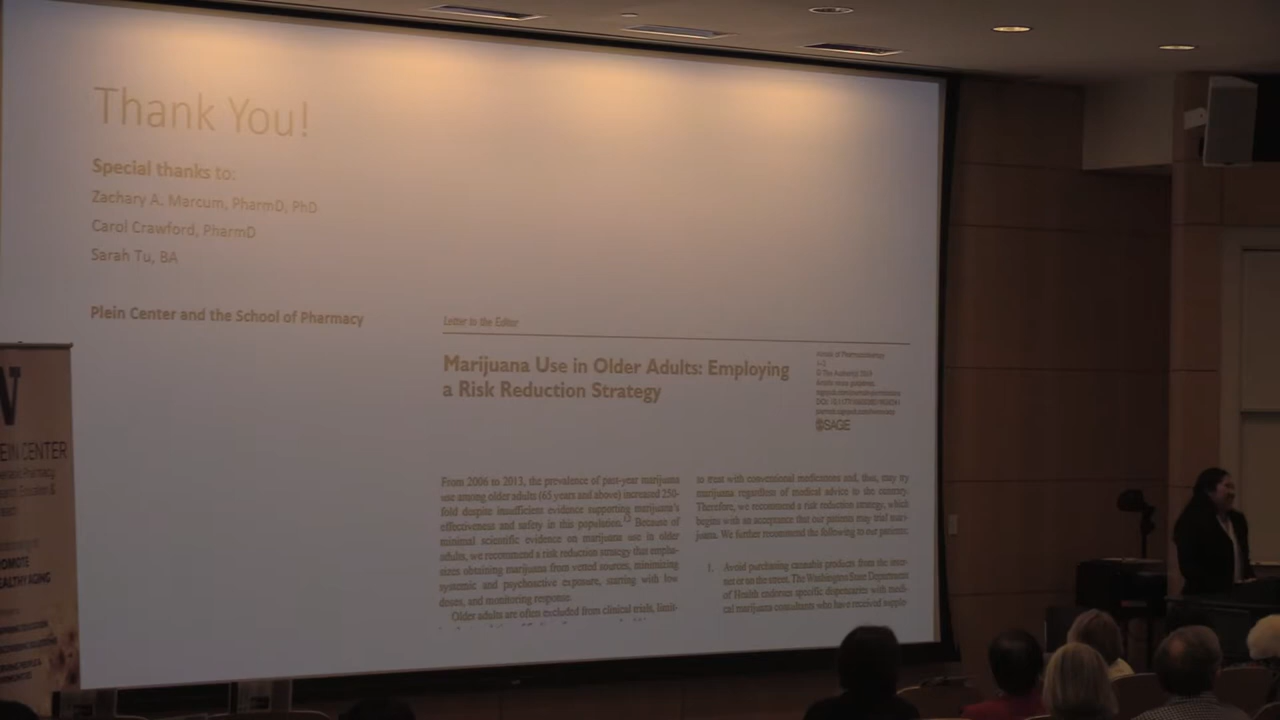 Thank You!
Special thanks to:
Zachary A. Marcum, PharmD, PhD
Carol Crawford, PharmD
Sarah Tu, BA
Plein Center and the School of Pharmacy
Letter to the Editor
Marijuana Use in Older Adults: Employing
a Risk Reduction Strategy
SAGE
From 2006 to 2013, the prevalence of past-year marijuana
use among older adults (65 years and above) increased 250-
fold despite insufficient evidence supporting marijuana's
effectiveness and safety in this population. Because of
minimal scientific evidence on marijuana use in older
adults, we recommend a risk reduction strategy that empha-
sizes obtaining marijuana from vetted sources, minimizing
systemic and psychoactive exposure, starting with low
doses, and monitoring response.
Older adults are often excluded from clinical trials, limit-
to treat with conventional medications and, thus, may try
marijuana regardless of medical advice to the contrary.
Therefore, we recommend a risk reduction strategy, which
begins with an acceptance that our patients may trial mari-
juana. We further recommend the following to our patients:
1. Avoid purchasing cannabis products from the inter-
net or on the street. The Washington State Department
of Health endorses specific dispensaries with medi-
cal marijuana consultants who have received supple-
W
EIN CENTER
OMOTE
EALTHY AGING